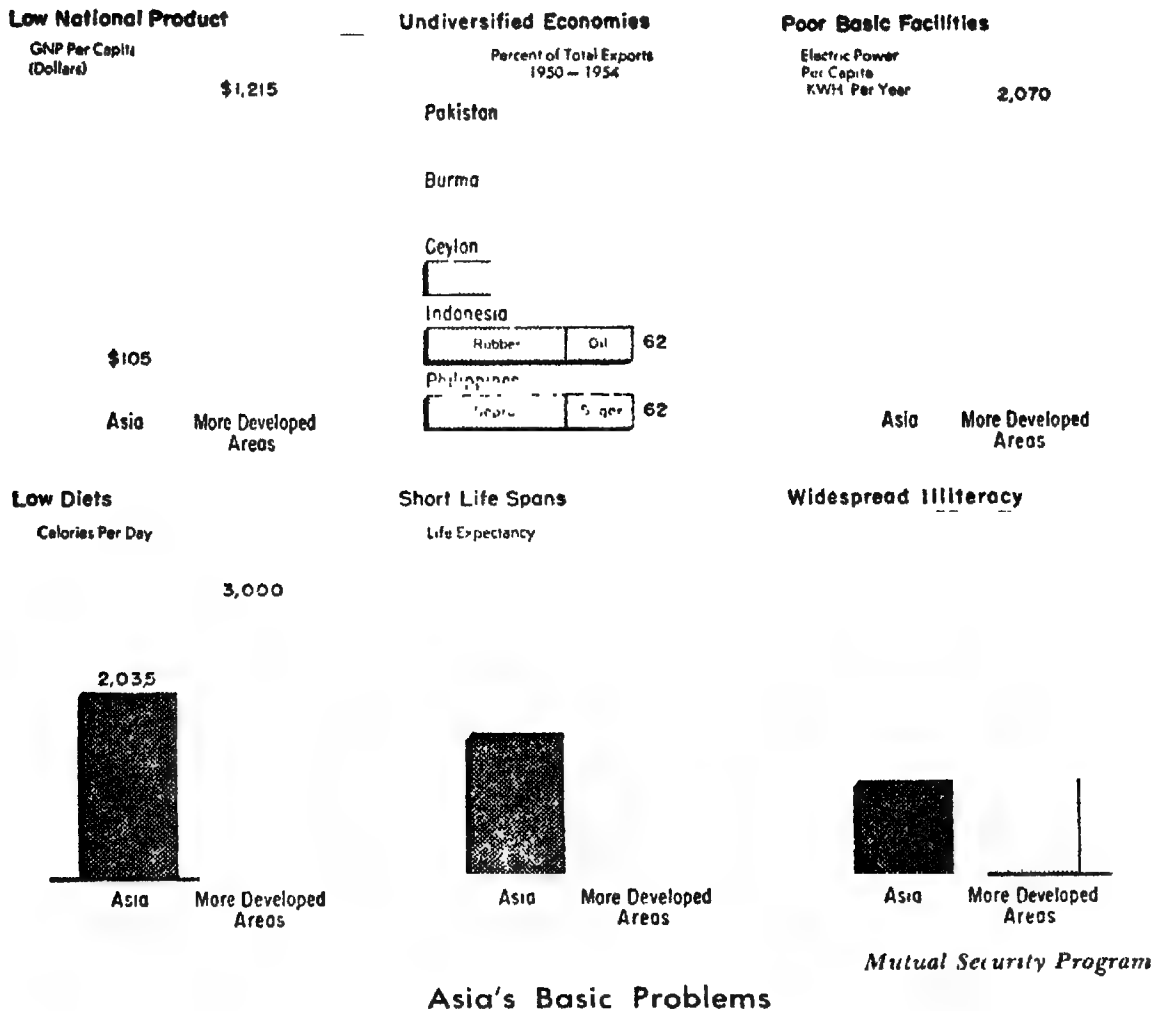 Low National Product
GNP Per Capita
(Dollars)
$1,215
$105
Asia
More Developed
Areas
Undiversified Economies
Percent of Total Exports
1950 – 1954
Pakistan
Burma
Ceylon
Indonesia
Rubber
Oil
62
Philippines
62
Poor Basic Facilities
Electric Power
Per Capita
KWH Per Year
2,070
Asia
More Developed
Areas
Low Diets
Calories Per Day
3,000
2,035
Asia
More Developed
Areas
Short Life Spans
Life Expectancy
Asia
More Developed
Areas
Widespread Illiteracy
Asia
More Developed
Areas
Mutual Security Program
Asia's Basic Problems